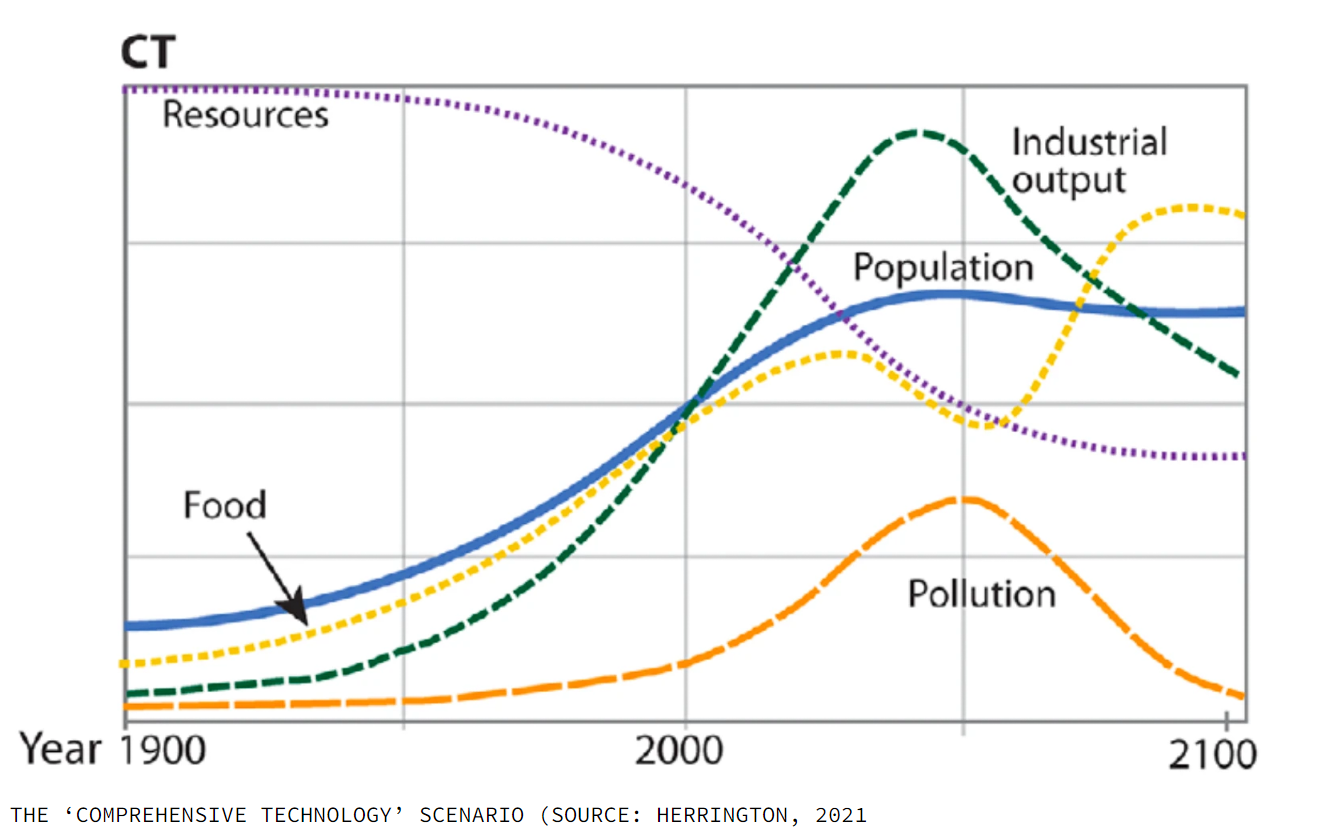 CT
Resources
Industrial
output
Population
Food
Pollution
Year 1900 2000 2100
THE ‘COMPREHENSIVE TECHNOLOGY’ SCENARIO (SOURCE: HERRINGTON, 2021